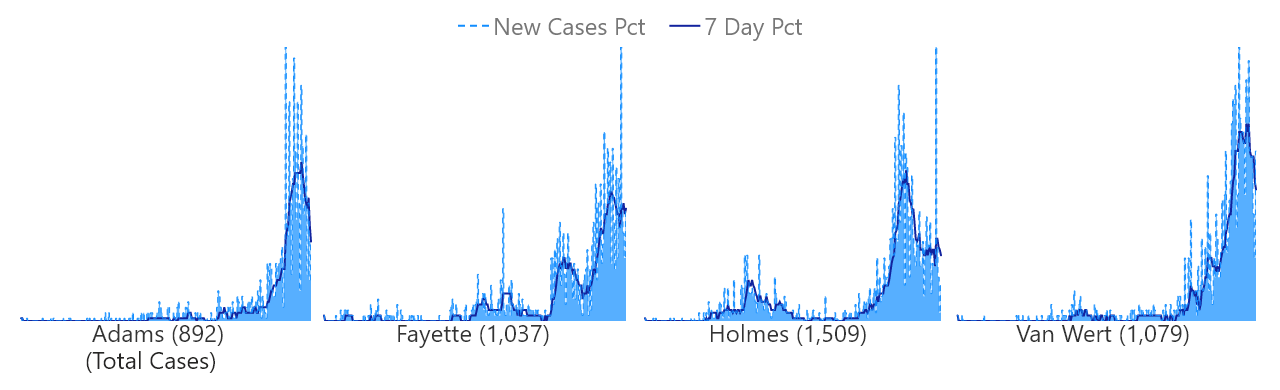 New Cases Pct 7 Day Pct
Adams (892) Fayette (1,037) Holmes (1,509) Van Wert (1,079)
(Total Cases)